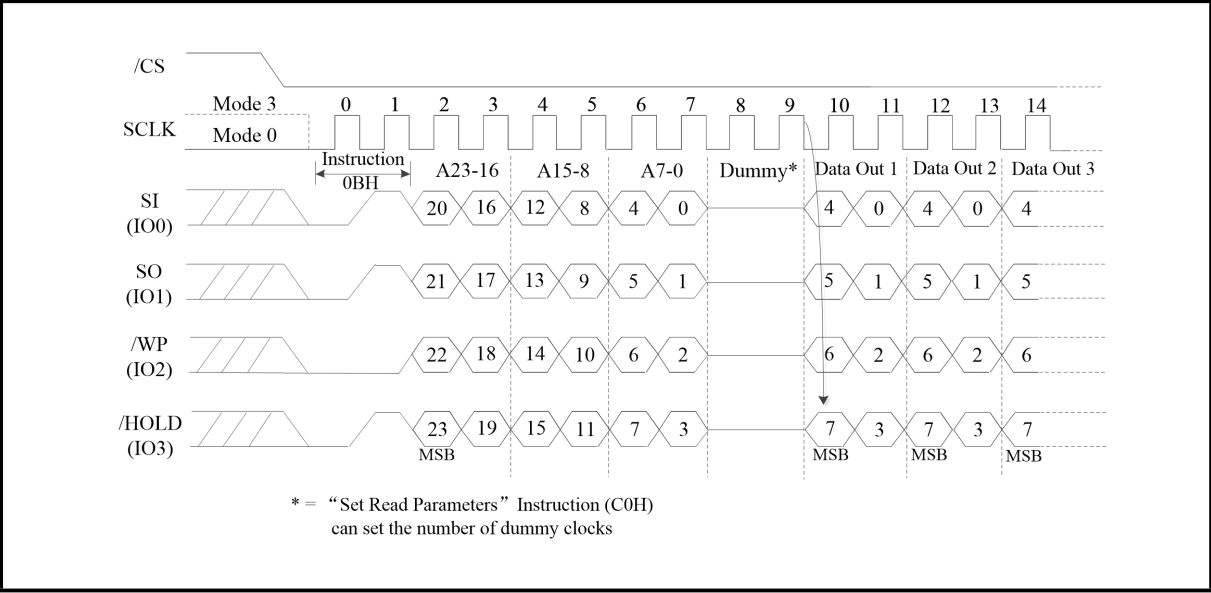 /CS
Mode 3 0 1 2 3 4 5 6 7 8 9 10 11 12 13 14
SCLK
Mode 0
Instruction
0BH
A23-16 A15-8 A7-0 Dummy* Data Out 1 Data Out 2 Data Out 3
SI
(IO0)
20 16 12 8 4 0 4 0 4 0 4
SO
(IO1)
21 17 13 9 5 1 5 1 5 1 5
/WP
(IO2)
22 18 14 10 6 2 6 2 6 2 6
/HOLD
(IO3)
23 19 15 11 7 3 7 3 7 3 7
MSB MSB MSB MSB
* = “Set Read Parameters” Instruction (C0H)
can set the number of dummy clocks